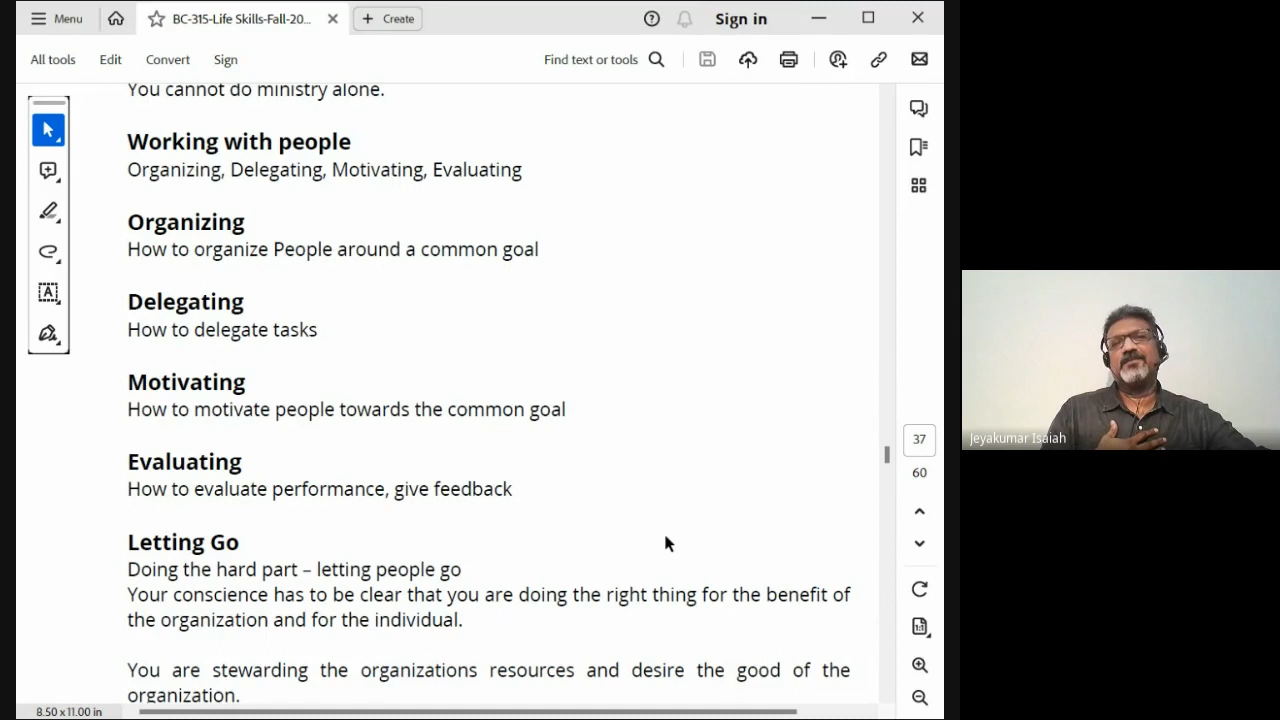 Menu
BC-315-Life Skills-Fall-20...
Create
Sign in
All tools
Edit
Convert
Sign
Find text or tools
You cannot do ministry alone.
Working with people
Organizing, Delegating, Motivating, Evaluating
Organizing
How to organize People around a common goal
Delegating
How to delegate tasks
Motivating
How to motivate people towards the common goal
Evaluating
How to evaluate performance, give feedback
Letting Go
Doing the hard part – letting people go
Your conscience has to be clear that you are doing the right thing for the benefit of
the organization and for the individual.
You are stewarding the organizations resources and desire the good of the
organization.
37
60
8.50 x 11.00 in
Jeyakumar Isaiah